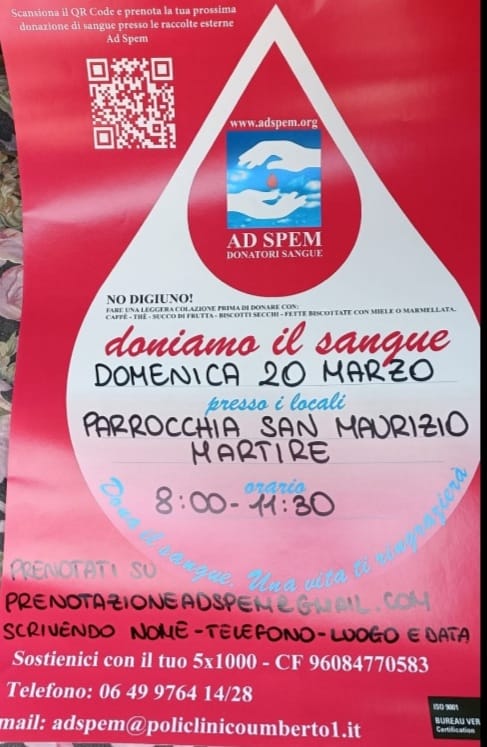 Scansiona il QR Code e prenota la tua prossima
donazione di sangue presso le raccolte esterne
Ad Spem
www.adspem.org
AD SPEM
DONATORI SANGUE
NO DIGIUNO!
FARE UNA LEGGERA COLAZIONE PRIMA DI DONARE CON:
CAFFÈ - THÈ - SUCCO DI FRUTTA - BISCOTTI SECCHI - FETTE BISCOTTATE CON MIELE O MARMELLATA.
doniamo il sangue
DOMENICA 20 MARZO
presso i locali
PARROCCHIA SAN MAURIZIO
MARTIRE
orario
8:00-11:30
Dona il sangue. Una vita ti ringrazierà
PRENOTATI SU
PRENOTAZIONEADSPEM@GMAIL.COM
SCRIVENDO NOME-TELEFONO-LUOGO E DATA
Sostienici con il tuo 5x1000 - CF 96084770583
Telefono: 06 49 9764 14/28
mail: adspem@policlinicoumberto1.it
ISO 9001
BUREAU VER
Certification